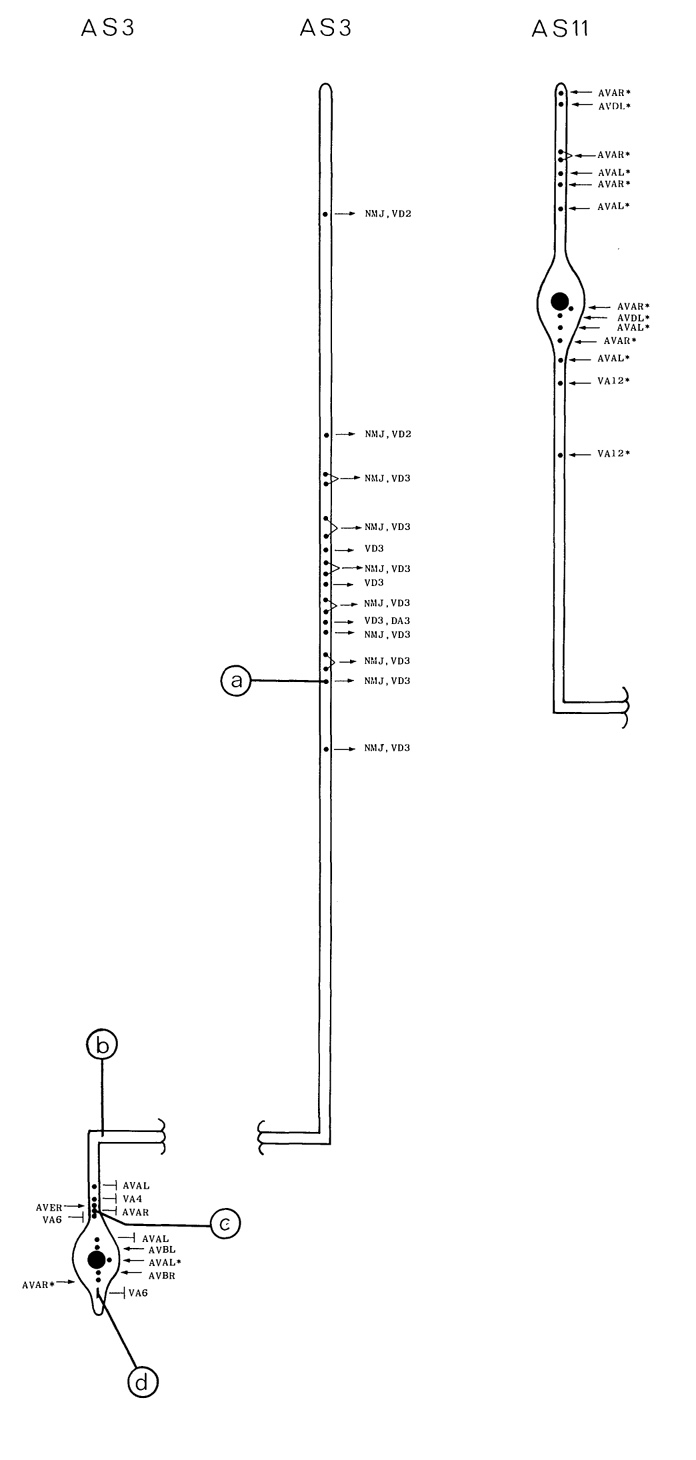 AS3
AS3
AS11
AVAR*
AVDL*
AVAR*
AVAL*
AVAR*
AVAL*
AVAR*
AVDL*
AVAL*
AVAR*
AVAL*
VA12*
VA12*
NMJ,VD2
NMJ,VD2
NMJ,VD3
NMJ,VD3
VD3
NMJ,VD3
VD3
NMJ,VD3
VD3,DA3
NMJ,VD3
NMJ,VD3
a
NMJ,VD3
NMJ,VD3
b
AVAL
VA4
AVER
AVAR
VA6
c
AVAL
AVBL
AVAL*
AVBR
AVAR*
VA6
d